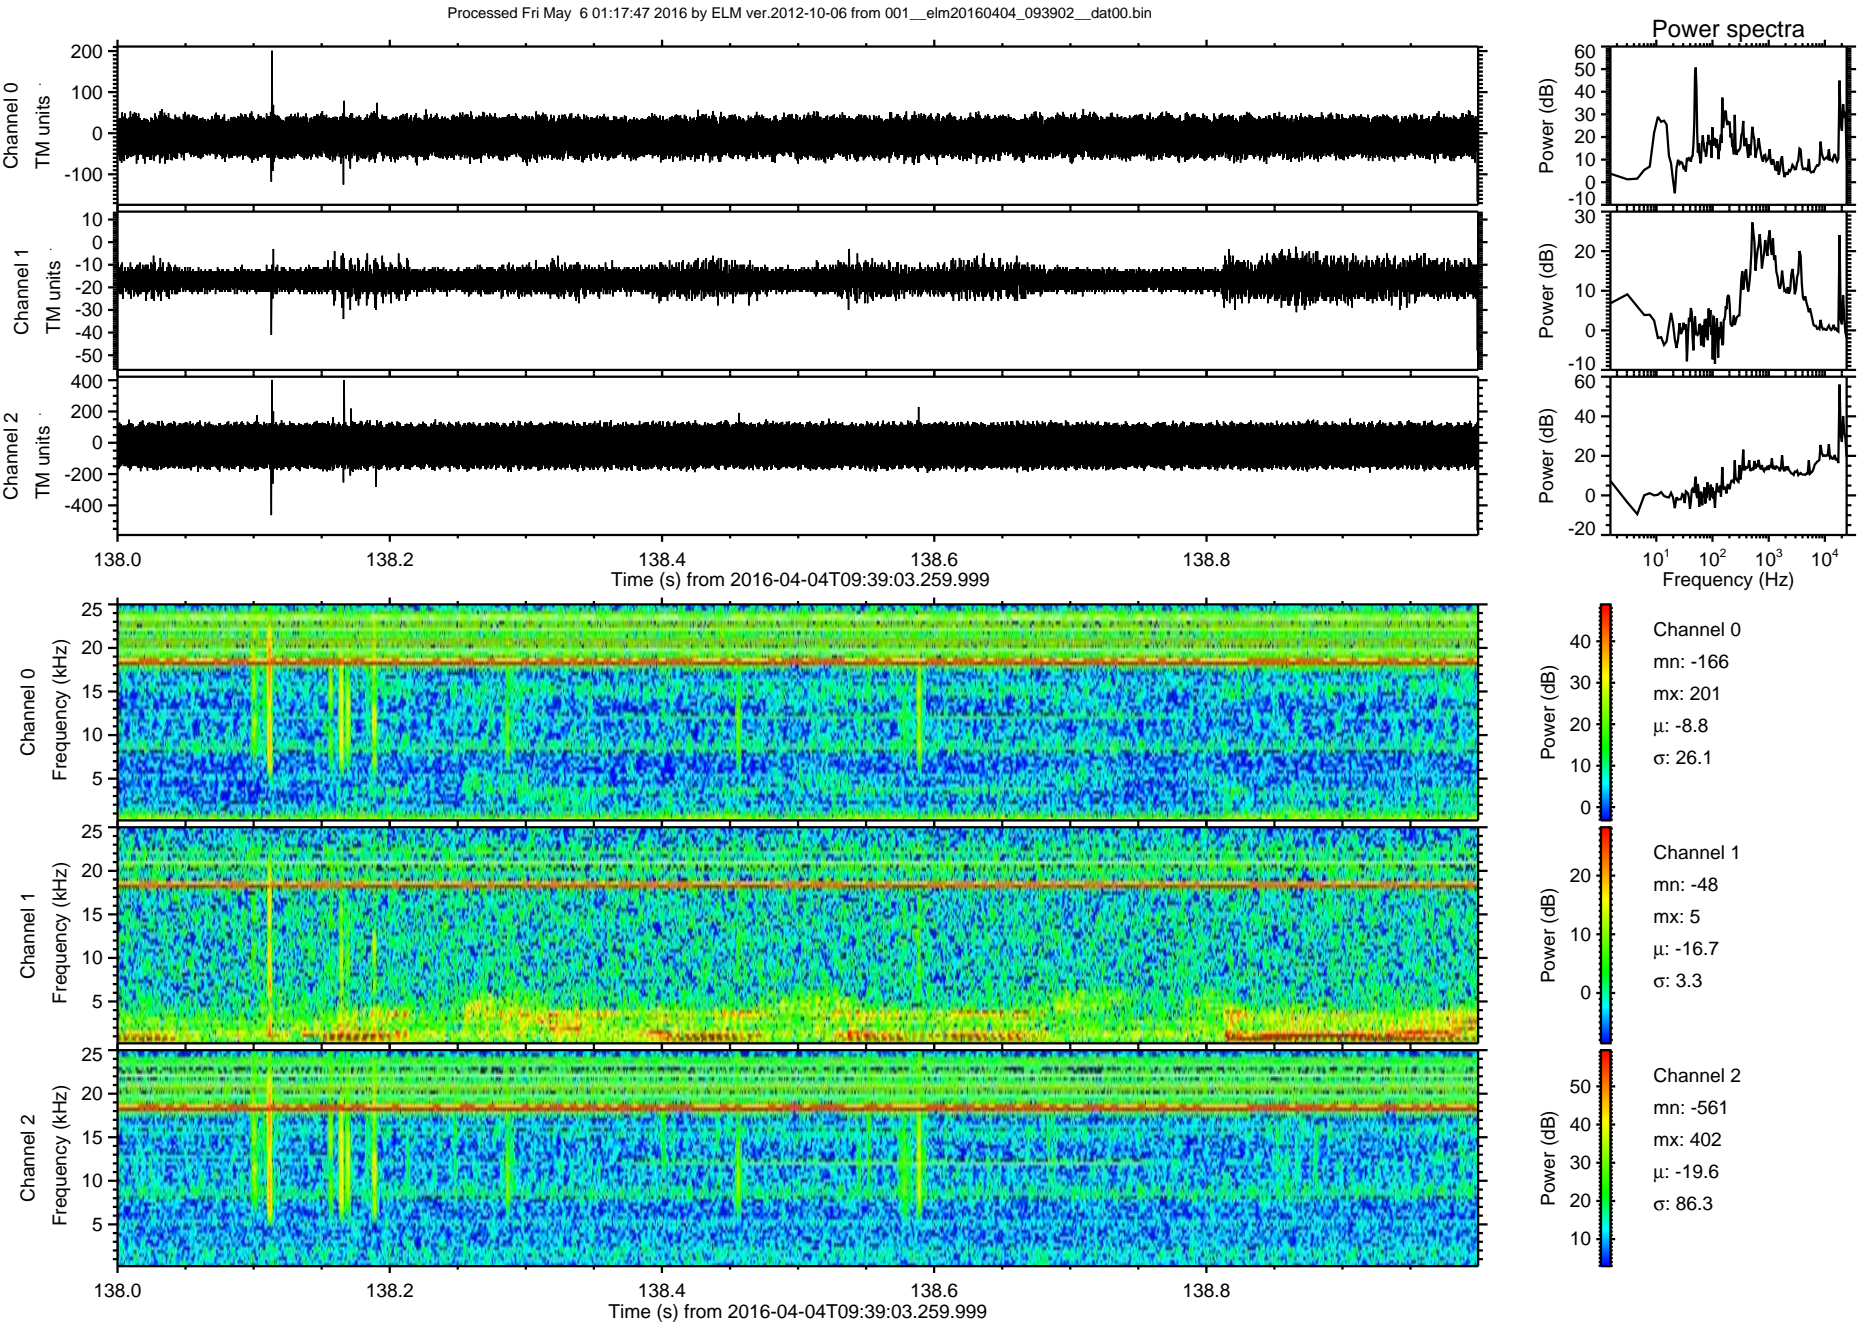 Processed Fri May  6 01:17:47 2016 by ELM ver.2012-10-06 from 001__elm20160404_093902__dat00.bin
Power spectra
Channel 0
TM units
200
100
0
-100
Power (dB)
60
50
40
30
20
10
0
-10
Channel 1
TM units
10
0
-10
-20
-30
-40
-50
Power (dB)
30
20
10
0
-10
Channel 2
TM units
400
200
0
-200
-400
Power (dB)
60
40
20
0
-20
138.0 138.2 138.4 138.6 138.8
Time (s) from 2016-04-04T09:39:03.259.999
10^1 10^2 10^3 10^4
Frequency (Hz)
Channel 0
Frequency (kHz)
25
20
15
10
5
Power (dB)
40
30
20
10
0
Channel 0
mn: -166
mx: 201
μ: -8.8
σ: 26.1
Channel 1
Frequency (kHz)
25
20
15
10
5
Power (dB)
20
10
0
Channel 1
mn: -48
mx: 5
μ: -16.7
σ: 3.3
Channel 2
Frequency (kHz)
25
20
15
10
5
Power (dB)
50
40
30
20
10
Channel 2
mn: -561
mx: 402
μ: -19.6
σ: 86.3
138.0 138.2 138.4 138.6 138.8
Time (s) from 2016-04-04T09:39:03.259.999